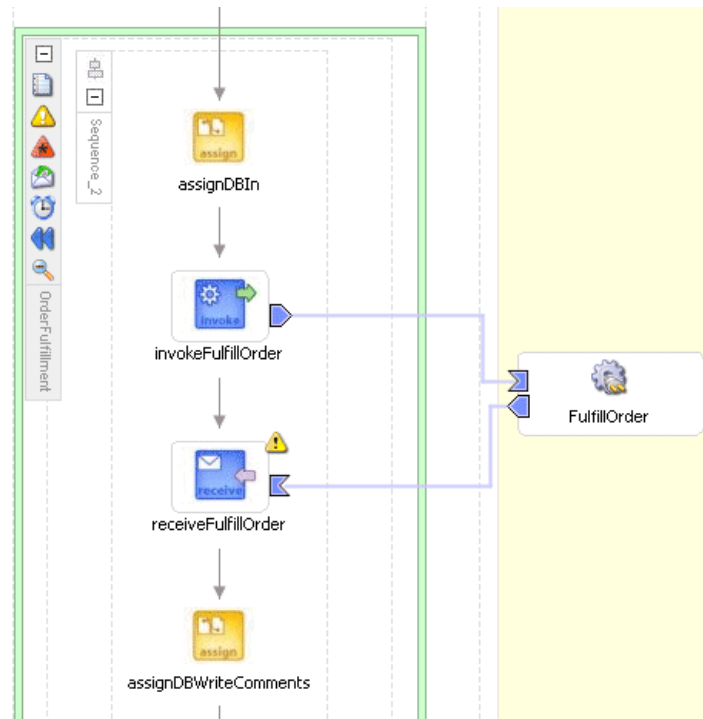 Sequence_2
OrderFulfillment
assign
assignDBIn
invoke
invokeFulfillOrder
FulfillOrder
receive
receiveFulfillOrder
assign
assignDBWriteComments